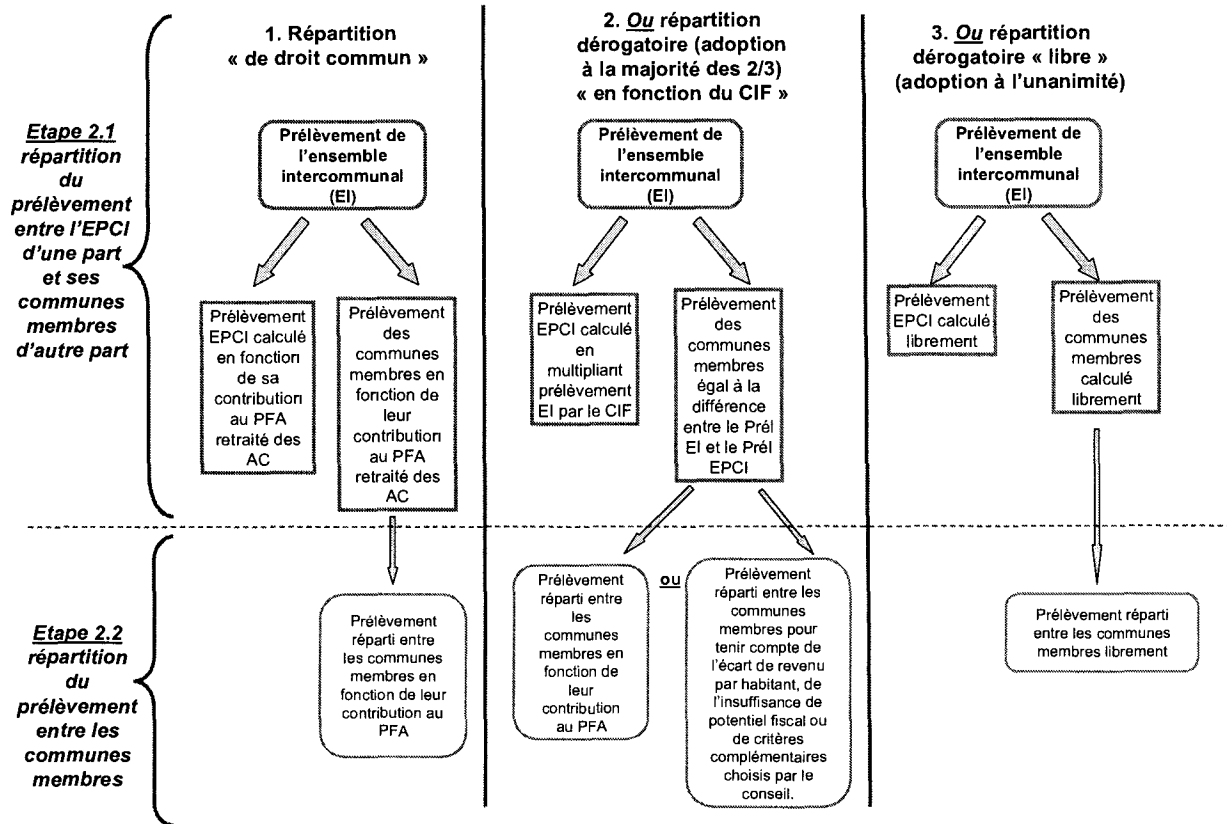 1. Répartition
« de droit commun »
2. Ou répartition
dérogatoire (adoption
à la majorité des 2/3)
« en fonction du CIF »
3. Ou répartition
dérogatoire « libre »
(adoption à l'unanimité)
Etape 2.1
répartition
du
prélèvement
entre l'EPCI
d'une part
et ses
communes
membres
d'autre part
Prélèvement de
l'ensemble
intercommunal
(EI)
Prélèvement
EPCI calculé
en fonction
de sa
contribution
au PFA
retraité des
AC
Prélèvement
des
communes
membres en
fonction de
leur
contribution
au PFA
retraité des
AC
Prélèvement de
l'ensemble
intercommunal
(EI)
Prélèvement
EPCI calculé
en
multipliant
prélèvement
EI par le CIF
Prélèvement
des
communes
membres
égal à la
différence
entre le Prél
EI et le Prél
EPCI
Prélèvement de
l'ensemble
intercommunal
(EI)
Prélèvement
EPCI calculé
librement
Prélèvement
des
communes
membres
calculé
librement
Etape 2.2
répartition
du
prélèvement
entre les
communes
membres
Prélèvement
réparti entre
les communes
membres en
fonction de leur
contribution au
PFA
Prélèvement
réparti entre
les
communes
membres en
fonction de
leur
contribution
au PFA
ou
Prélèvement
réparti entre les
communes
membres pour
tenir compte de
l'écart de revenu
par habitant, de
l'insuffisance de
potentiel fiscal ou
de critères
complémentaires
choisis par le
conseil.
Prélèvement réparti
entre les communes
membres librement